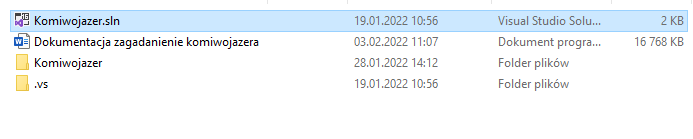 Komiwojazer.sln 19.01.2022 10:56 Visual Studio Solu... 2 KB
Dokumentacja zagadanienie komiwojazera 03.02.2022 11:07 Dokument progra... 16 768 KB
Komiwojazer 28.01.2022 14:12 Folder plików
.vs 19.01.2022 10:56 Folder plików